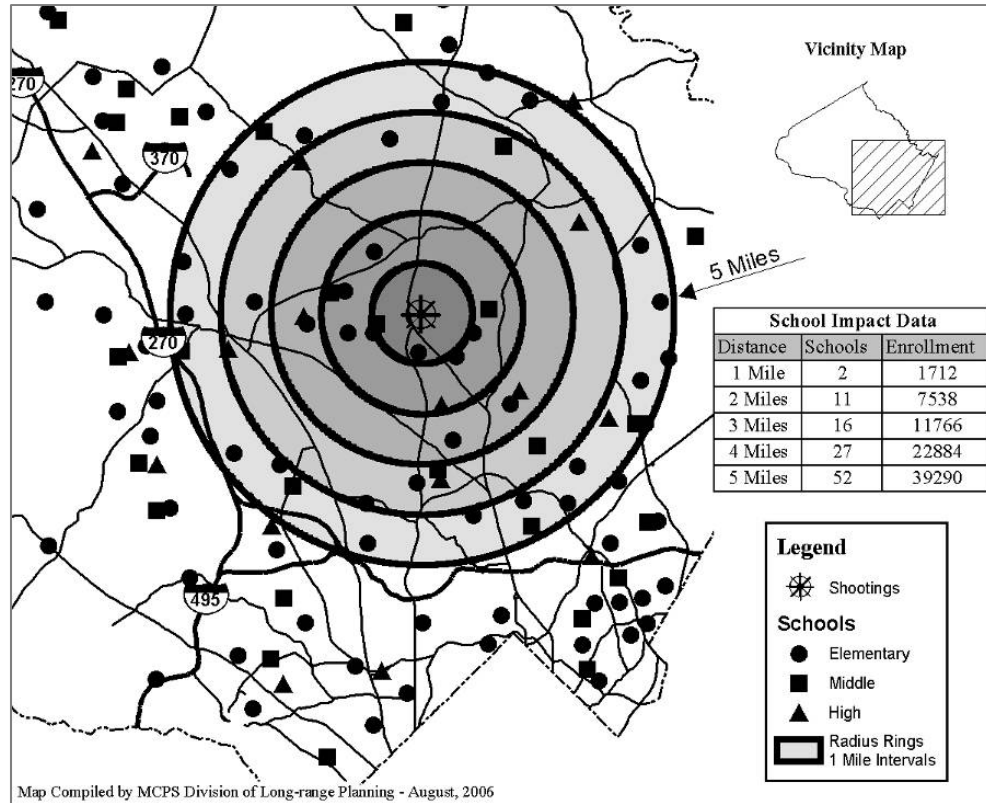 Vicinity Map
270
370
5 Miles
270
School Impact Data
Distance Schools Enrollment
1 Mile 2 1712
2 Miles 11 7538
3 Miles 16 11766
4 Miles 27 22884
5 Miles 52 39290
Legend
Shootings
Schools
Elementary
Middle
High
Radius Rings
1 Mile Intervals
495
Map Compiled by MCPS Division of Long-range Planning - August, 2006